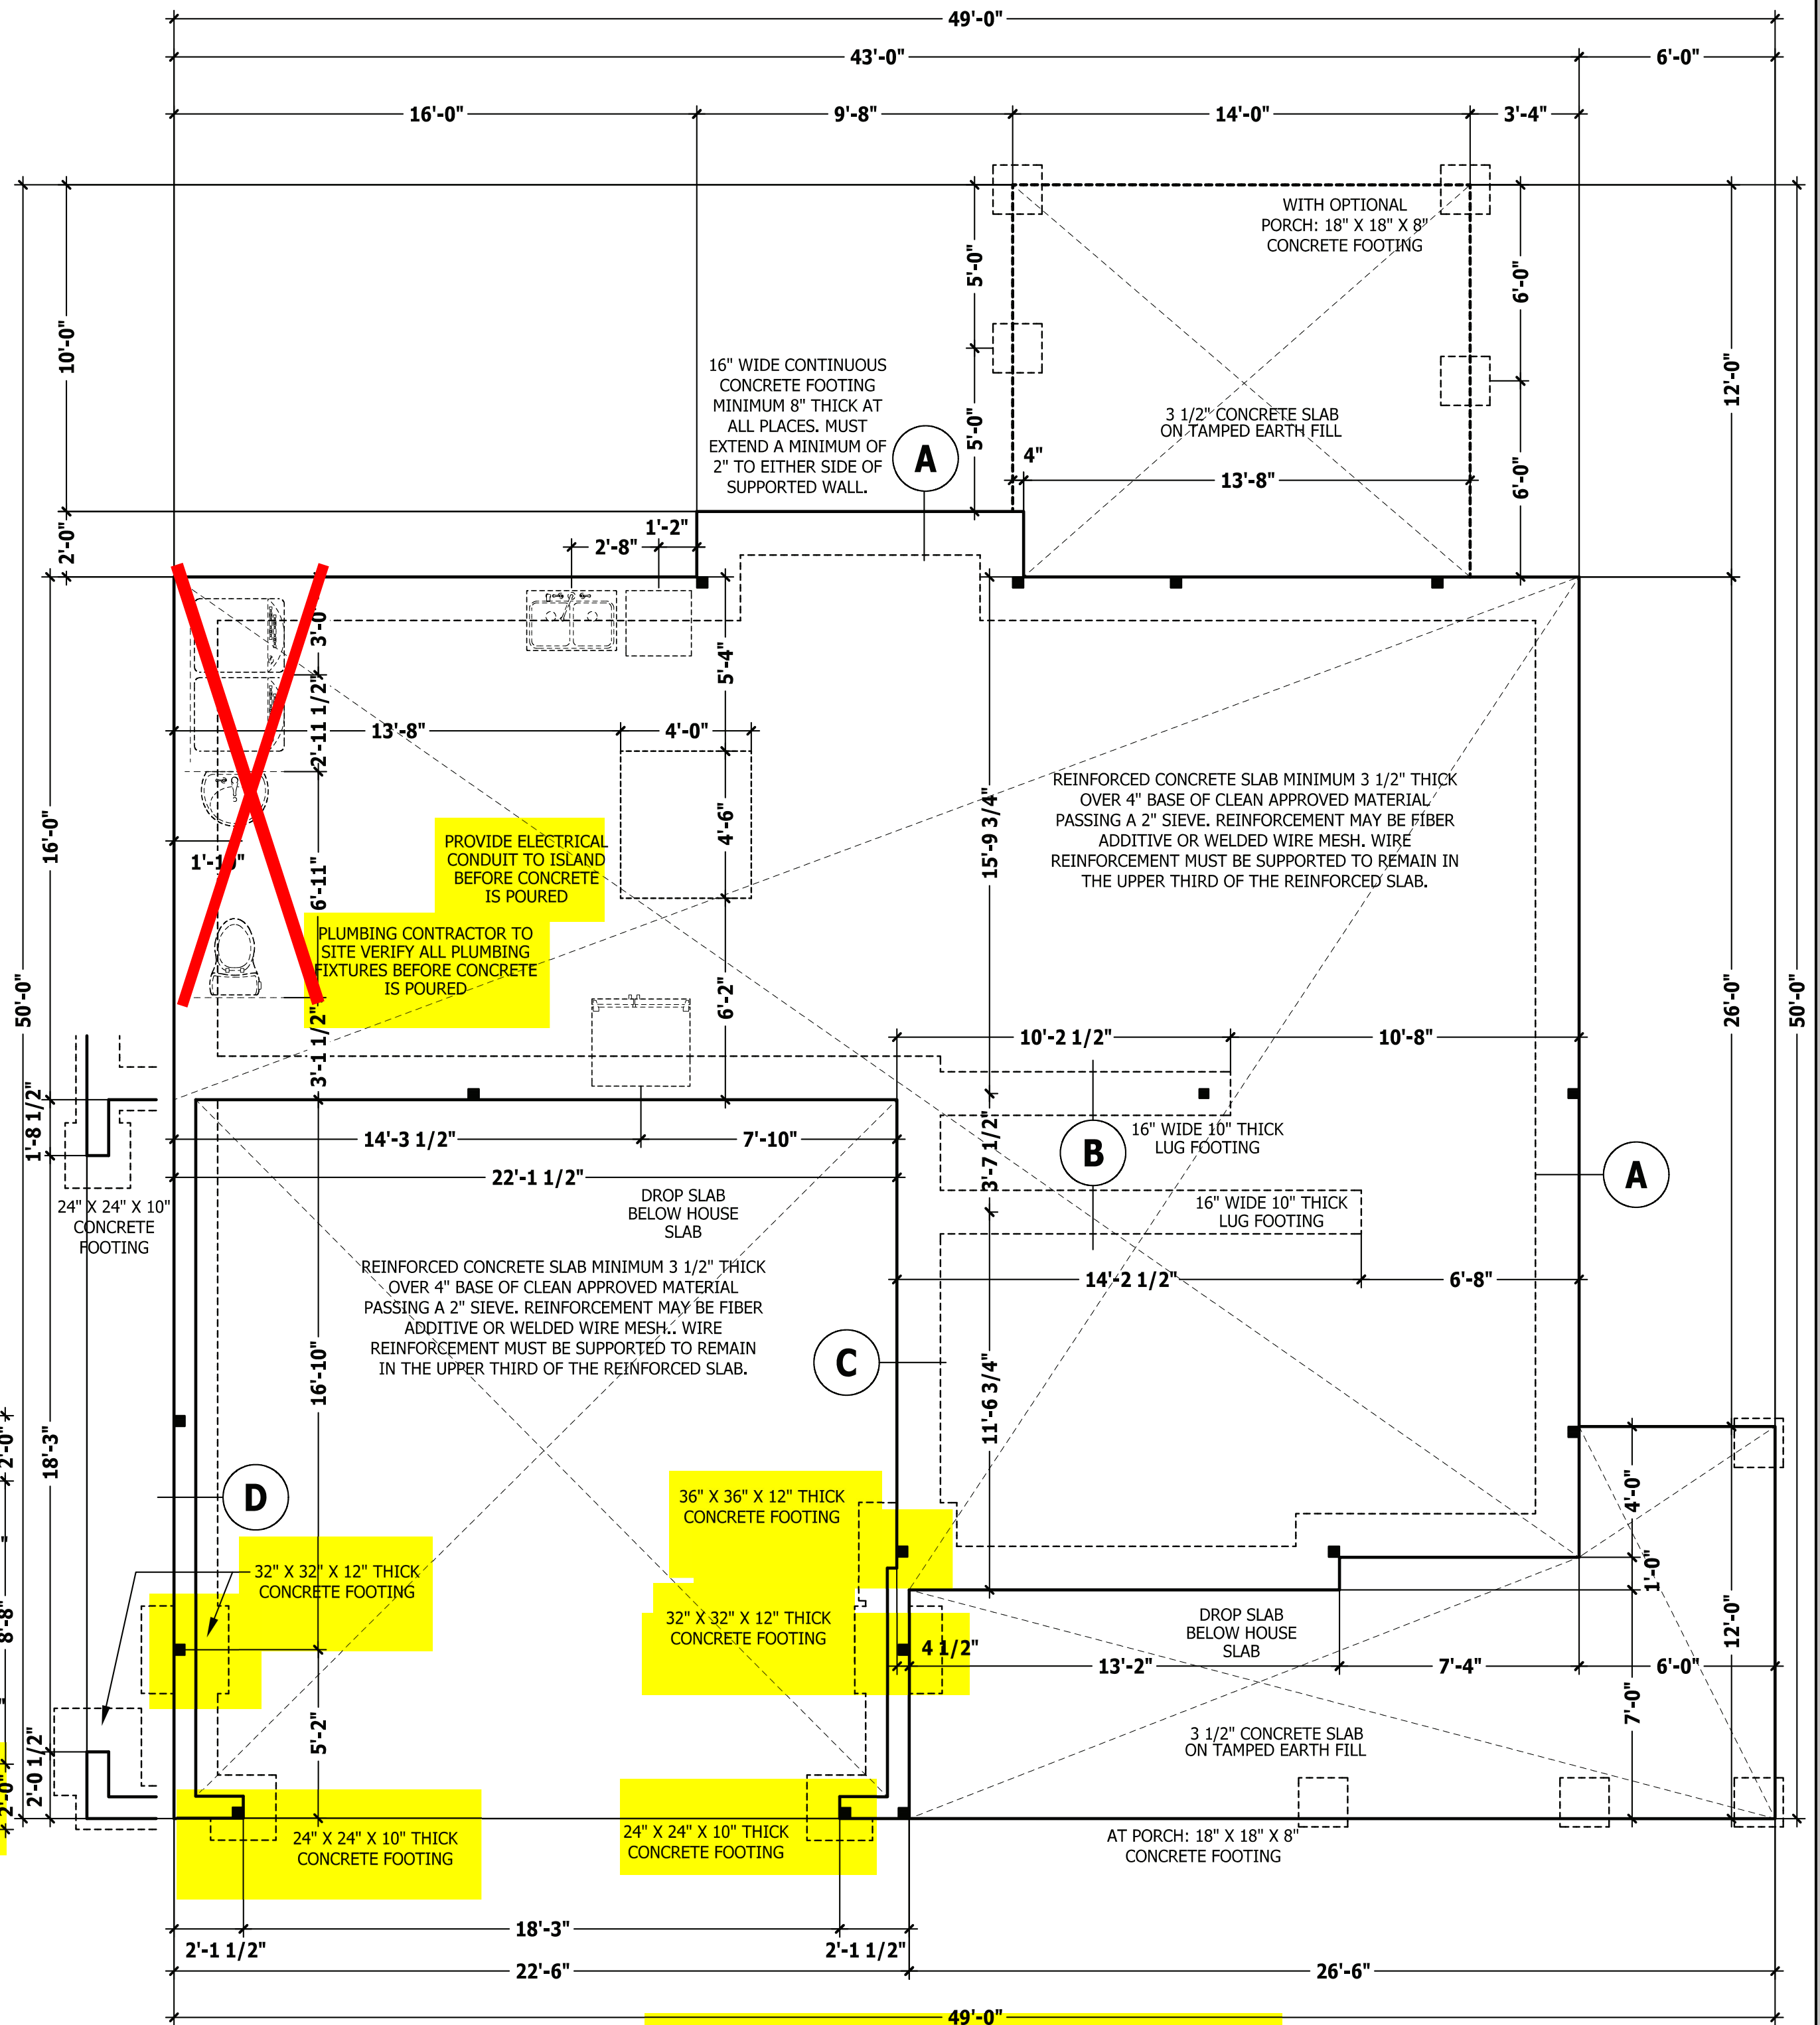 49'-0"
43'-0"
6'-0"
16'-0"
9'-8"
14'-0"
3'-4"
WITH OPTIONAL
PORCH: 18" X 18" X 8"
CONCRETE FOOTING
5'-0"
6'-0"
10'-0"
12'-0"
16" WIDE CONTINUOUS
CONCRETE FOOTING
MINIMUM 8" THICK AT
ALL PLACES. MUST
EXTEND A MINIMUM OF
2" TO EITHER SIDE OF
SUPPORTED WALL.
A
5'-0"
4"
3 1/2" CONCRETE SLAB
ON TAMPED EARTH FILL
13'-8"
6'-0"
2'-0"
1'-2"
2'-8"
3'-0
5'-4"
2'-11 1/2"
13'-8"
4'-0"
16'-0"
4'-6"
15'-9 3/4"
REINFORCED CONCRETE SLAB MINIMUM 3 1/2" THICK
OVER 4" BASE OF CLEAN APPROVED MATERIAL
PASSING A 2" SIEVE. REINFORCEMENT MAY BE FIBER
ADDITIVE OR WELDED WIRE MESH. WIRE
REINFORCEMENT MUST BE SUPPORTED TO REMAIN IN
THE UPPER THIRD OF THE REINFORCED SLAB.
PROVIDE ELECTRICAL
CONDUIT TO ISLAND
BEFORE CONCRETE
IS POURED
6'-11"
PLUMBING CONTRACTOR TO
SITE VERIFY ALL PLUMBING
FIXTURES BEFORE CONCRETE
IS POURED
50'-0"
6'-2"
26'-0"
50'-0"
3'-1 1/2"
10'-2 1/2"
10'-8"
1'-8 1/2"
14'-3 1/2"
7'-10"
3'-7 1/2"
B
16" WIDE 10" THICK
LUG FOOTING
A
22'-1 1/2"
24" X 24" X 10"
CONCRETE
FOOTING
DROP SLAB
BELOW HOUSE
SLAB
16" WIDE 10" THICK
LUG FOOTING
14'-2 1/2"
6'-8"
REINFORCED CONCRETE SLAB MINIMUM 3 1/2" THICK
OVER 4" BASE OF CLEAN APPROVED MATERIAL
PASSING A 2" SIEVE. REINFORCEMENT MAY BE FIBER
ADDITIVE OR WELDED WIRE MESH.. WIRE
REINFORCEMENT MUST BE SUPPORTED TO REMAIN
IN THE UPPER THIRD OF THE REINFORCED SLAB.
C
16'-10"
11'-6 3/4"
2'-0"
18'-3"
D
36" X 36" X 12" THICK
CONCRETE FOOTING
4'-0"
32" X 32" X 12" THICK
CONCRETE FOOTING
1'-0"
8'-8"
32" X 32" X 12" THICK
CONCRETE FOOTING
4 1/2"
DROP SLAB
BELOW HOUSE
SLAB
12'-0"
13'-2"
7'-4"
6'-0"
5'-2"
7'-0"
3 1/2" CONCRETE SLAB
ON TAMPED EARTH FILL
2'-0"
2'-0 1/2"
24" X 24" X 10" THICK
CONCRETE FOOTING
24" X 24" X 10" THICK
CONCRETE FOOTING
AT PORCH: 18" X 18" X 8"
CONCRETE FOOTING
18'-3"
2'-1 1/2"
2'-1 1/2"
22'-6"
26'-6"
49'-0"